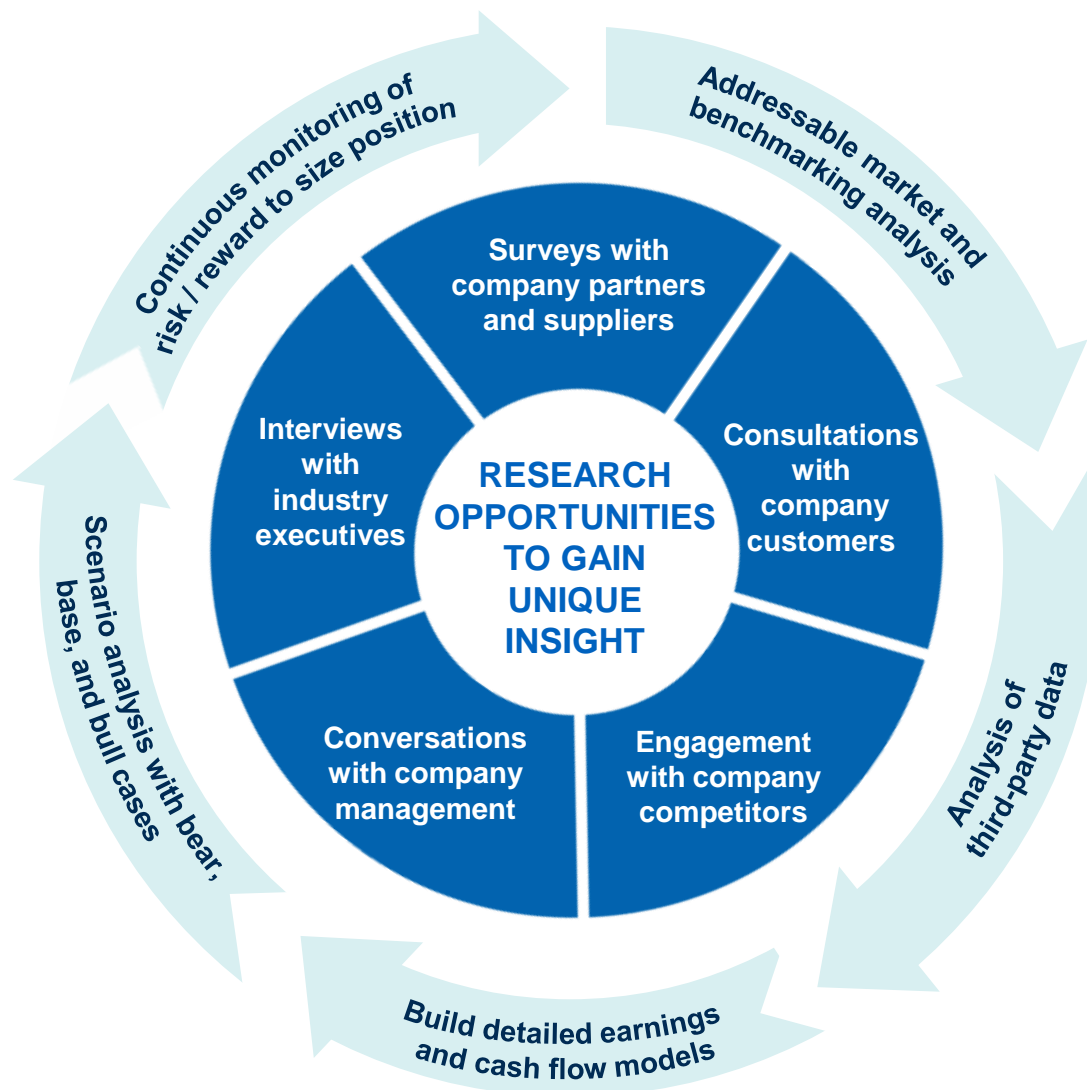 Continuous monitoring of
risk / reward to size position
Addressable market and
benchmarking analysis
Surveys with
company partners
and suppliers
Interviews
with
industry
executives
RESEARCH
OPPORTUNITIES
TO GAIN
UNIQUE
INSIGHT
Consultations
with
company
customers
Scenario analysis with bear,
base, and bull cases
Conversations
with company
management
Engagement
with company
competitors
Analysis of
third-party data
Build detailed earnings
and cash flow models